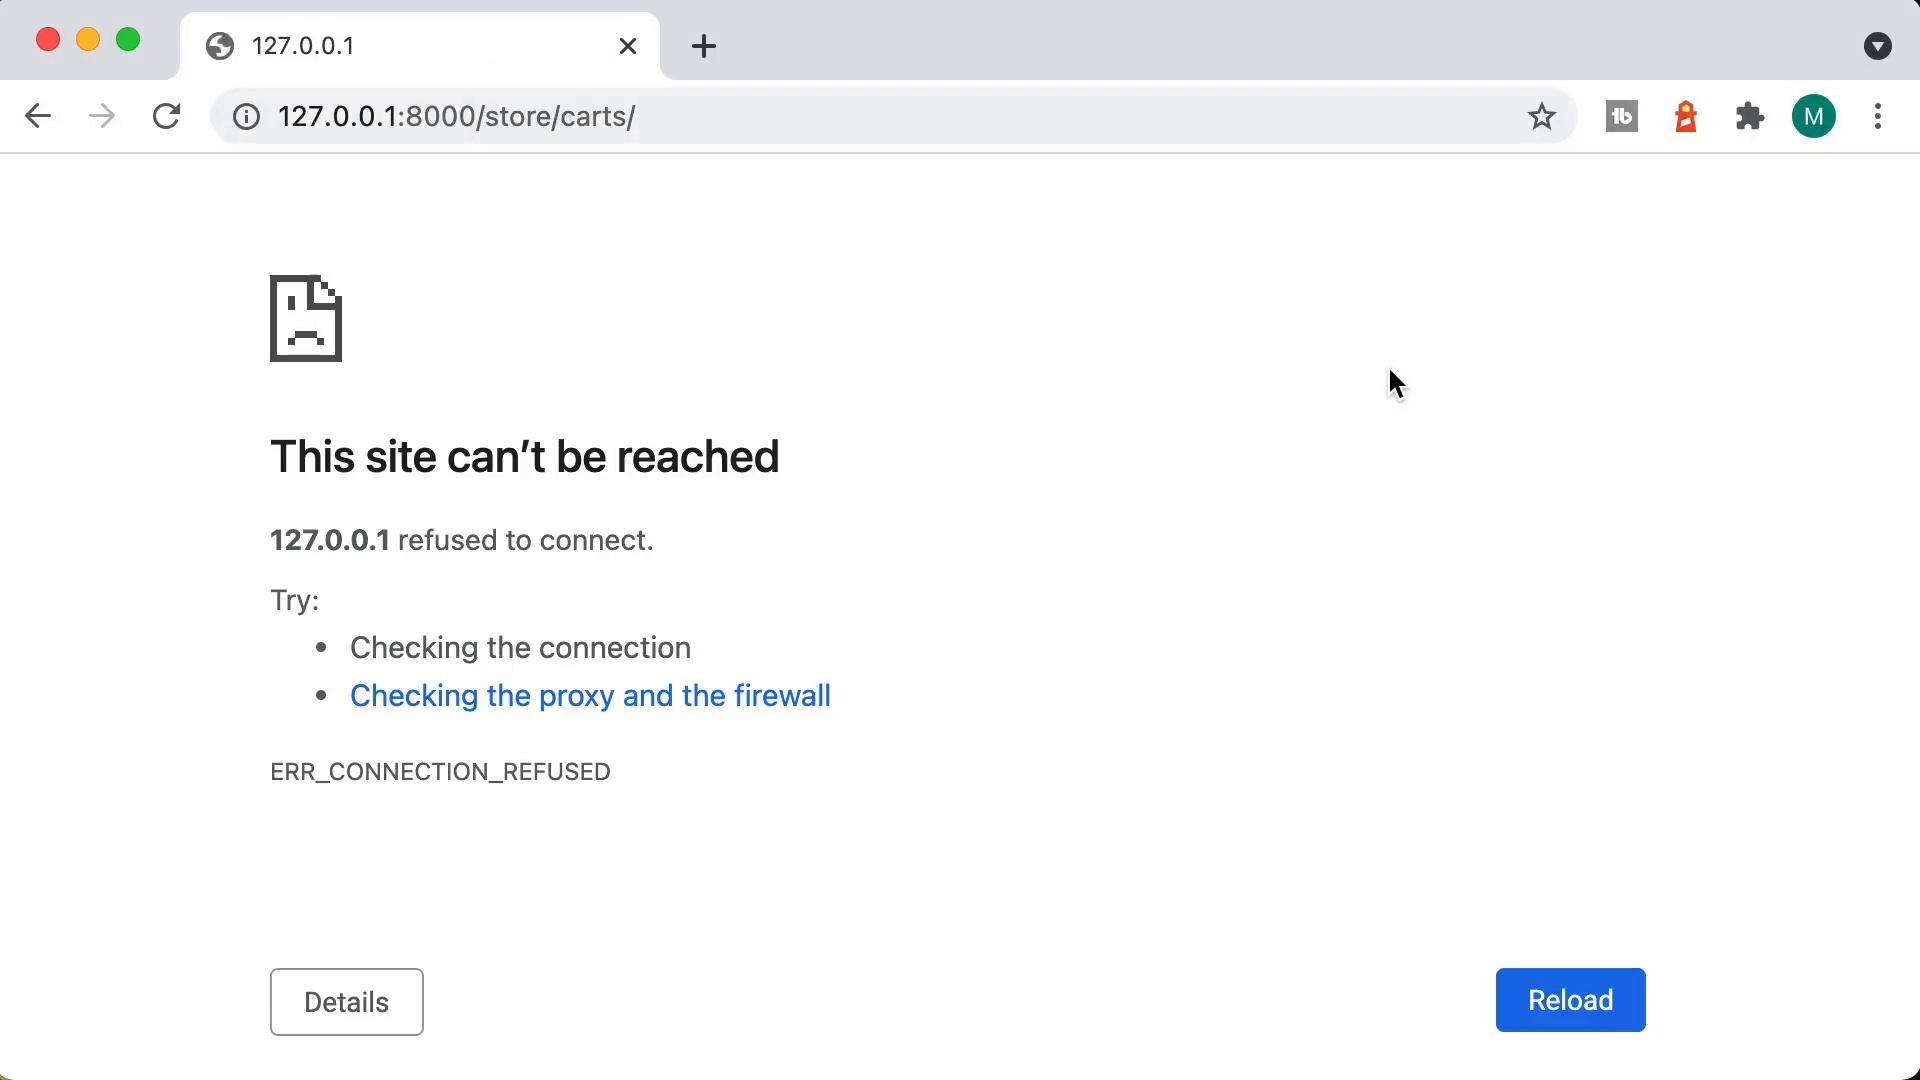 127.0.0.1
127.0.0.1:8000/store/carts/
M
This site can’t be reached
127.0.0.1 refused to connect.
Try:
• Checking the connection
• Checking the proxy and the firewall
ERR_CONNECTION_REFUSED
Details
Reload